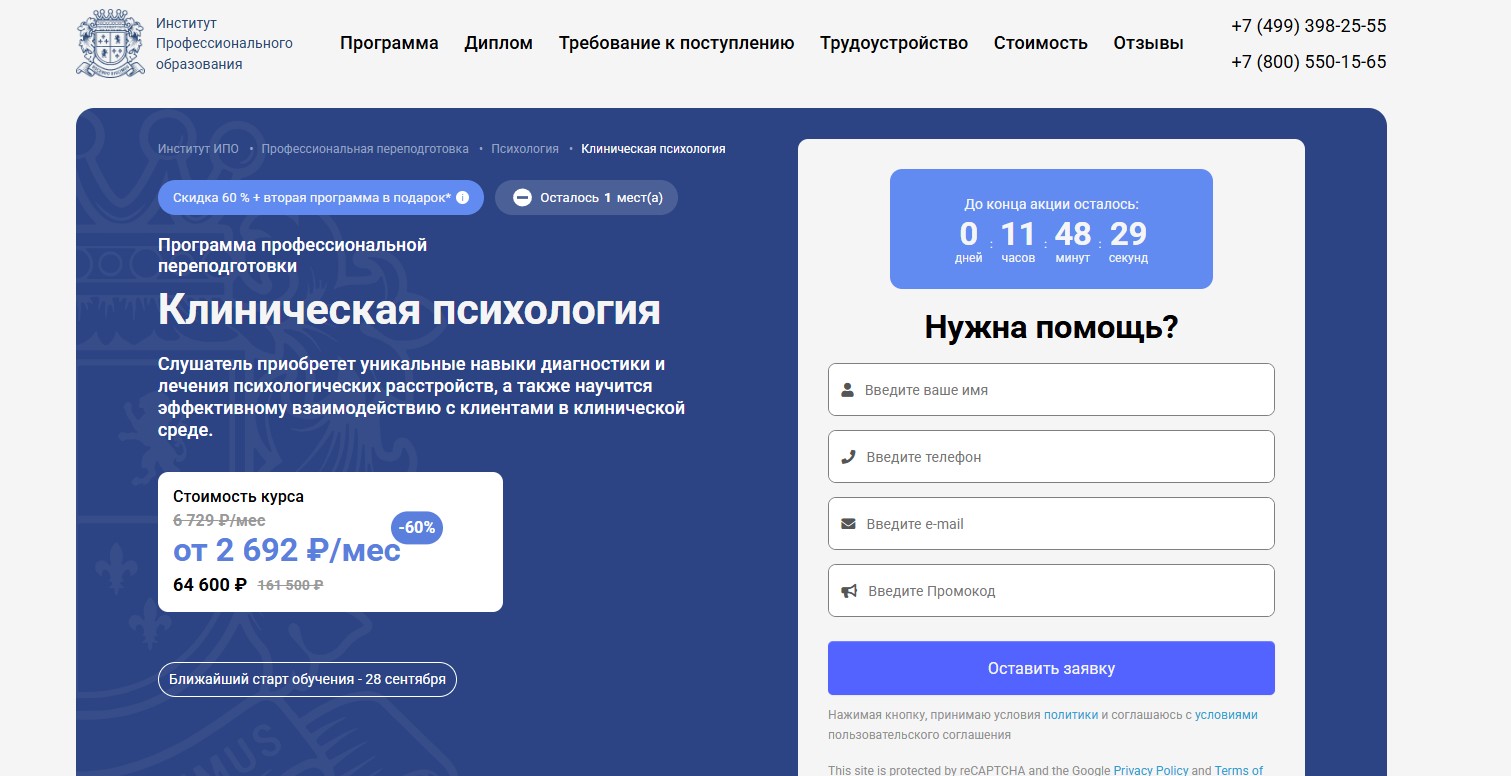 Институт
Профессионального
образования
Программа Диплом Требование к поступлению Трудоустройство Стоимость Отзывы
+7 (499) 398-25-55
+7 (800) 550-15-65
Институт ИПО • Профессиональная переподготовка • Психология • Клиническая психология
Скидка 60 % + вторая программа в подарок* i
Осталось 1 мест(а)
Программа профессиональной
переподготовки
Клиническая психология
Слушатель приобретет уникальные навыки диагностики и
лечения психологических расстройств, а также научится
эффективному взаимодействию с клиентами в клинической
среде.
Стоимость курса
6 729 ₽/мес
-60%
от 2 692 ₽/мес
64 600 ₽ 161 500 ₽
Ближайший старт обучения - 28 сентября
До конца акции осталось:
0 : 11 : 48 : 29
дней часов минут секунд
Нужна помощь?
Введите ваше имя
Введите телефон
Введите e-mail
Введите Промокод
Оставить заявку
Нажимая кнопку, принимаю условия политики и соглашаюсь с условиями
пользовательского соглашения
This site is protected by reCAPTCHA and the Google Privacy Policy and Terms of